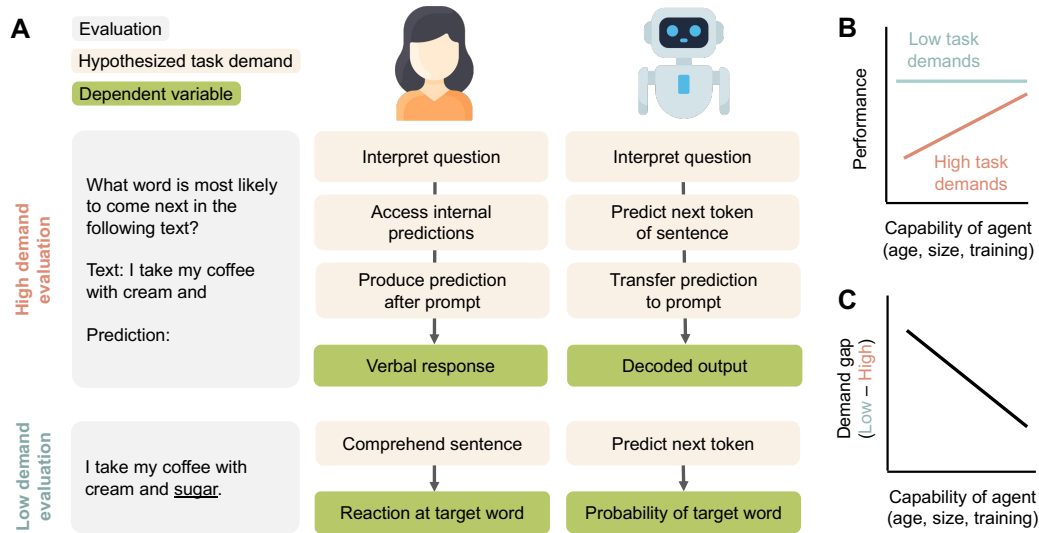 A
Evaluation
Hypothesized task demand
Dependent variable
High demand
evaluation
What word is most likely
to come next in the
following text?
Text: I take my coffee
with cream and
Prediction:
Interpret question
Access internal
predictions
Produce prediction
after prompt
Verbal response
Interpret question
Predict next token
of sentence
Transfer prediction
to prompt
Decoded output
Low demand
evaluation
I take my coffee with
cream and sugar.
Comprehend sentence
Reaction at target word
Predict next token
Probability of target word
B
Performance
Low task
demands
High task
demands
Capability of agent
(age, size, training)
C
Demand gap
(Low – High)
Capability of agent
(age, size, training)